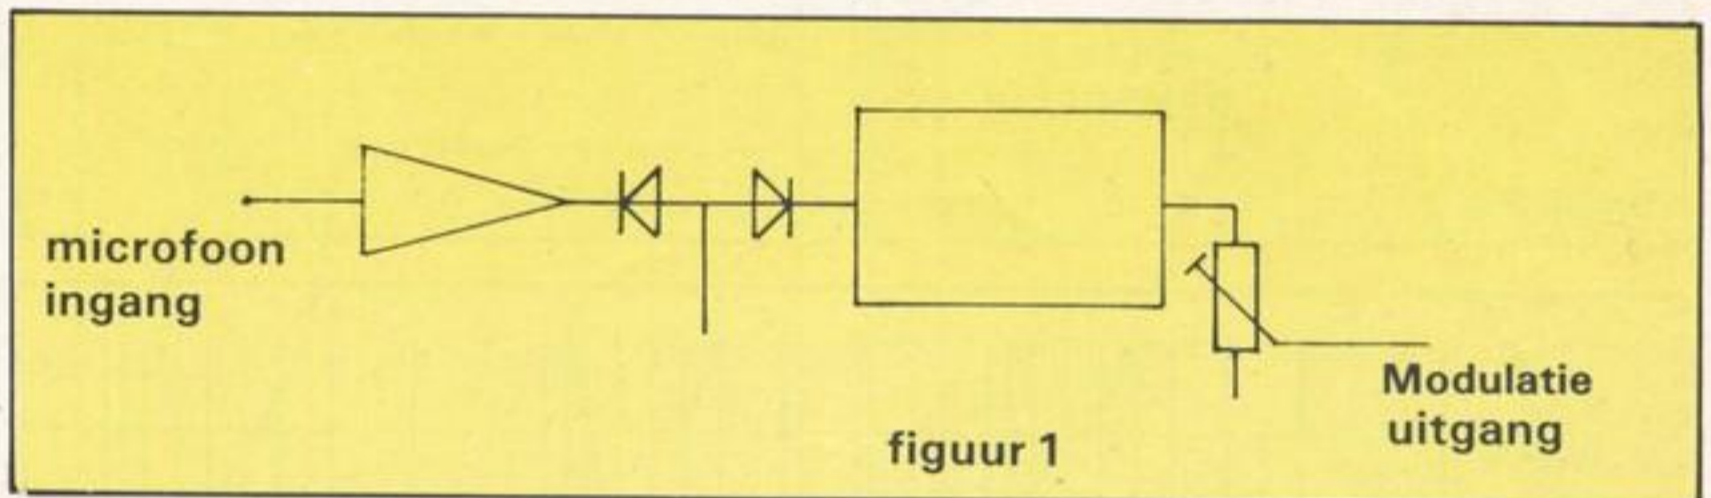 microfoon
ingang
Modulatie
uitgang
figuur 1